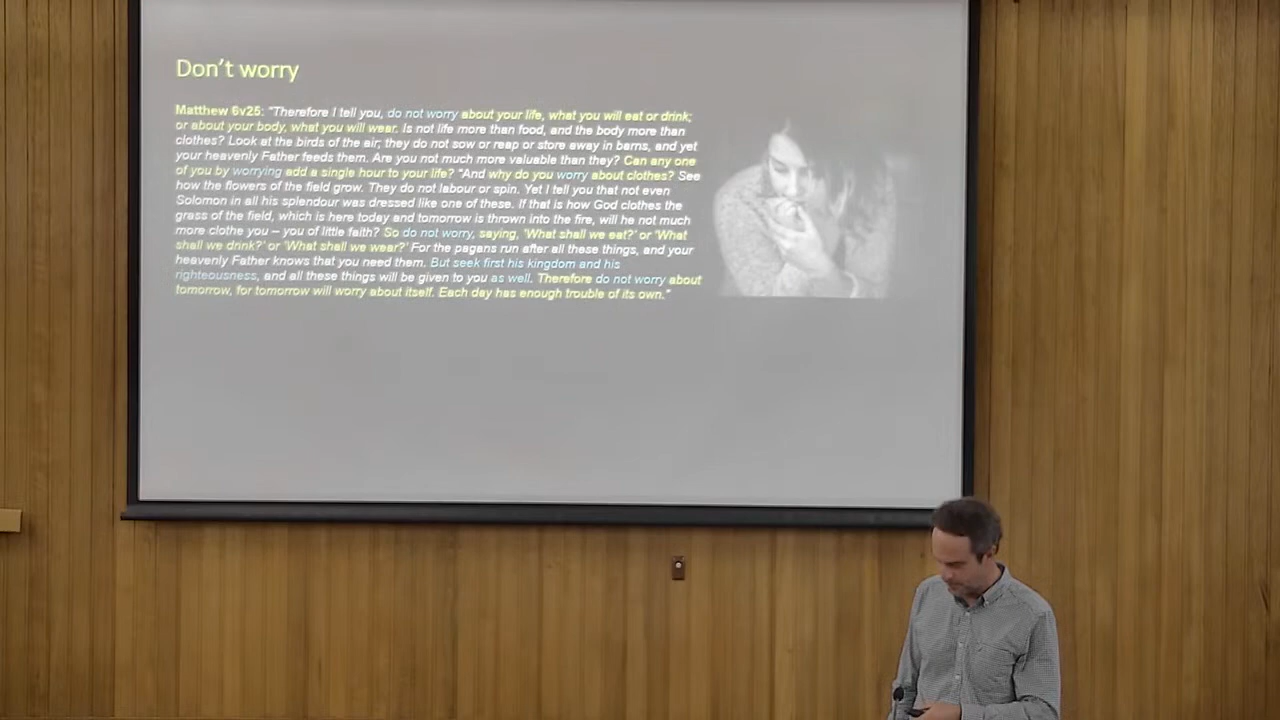 Don't worry
Matthew 6v25: "Therefore I tell you, do not worry about your life, what you will eat or drink;
or about your body, what you will wear. Is not life more than food, and the body more than
clothes? Look at the birds of the air; they do not sow or reap or store away in barns, and yet
your heavenly Father feeds them. Are you not much more valuable than they? Can any one
of you by worrying add a single hour to your life? "And why do you worry about clothes? See
how the flowers of the field grow. They do not labour or spin. Yet I tell you that not even
Solomon in all his splendour was dressed like one of these. If that is how God clothes the
grass of the field, which is here today and tomorrow is thrown into the fire, will he not much
more clothe you – you of little faith? So do not worry, saying, 'What shall we eat?' or 'What
shall we drink?' or 'What shall we wear?' For the pagans run after all these things, and your
heavenly Father knows that you need them. But seek first his kingdom and his
righteousness, and all these things will be given to you as well. Therefore do not worry about
tomorrow, for tomorrow will worry about itself. Each day has enough trouble of its own."